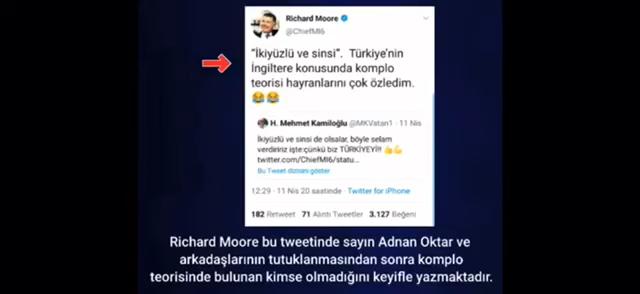 Richard Moore
@ChiefMI6
"İkiyüzlü ve sinsi". Türkiye'nin
İngiltere konusunda komplo
teorisi hayranlarını çok özledim.
😂😂
H. Mehmet Kamiloğlu @MKVatan1 · 11 Nis
İkiyüzlü ve sinsi de olsalar, böyle selam
verdiririz işte:çünkü biz TÜRKİYEYİ!! 👍💪
twitter.com/ChiefMI6/statu...
Bu Tweet dizisini göster
12:29 · 11 Nis 20 saatinde · Twitter for iPhone
182 Retweet 71 Alıntı Tweetler 3.127 Beğeni
Richard Moore bu tweetinde sayın Adnan Oktar ve
arkadaşlarının tutuklanmasından sonra komplo
teorisinde bulunan kimse olmadığını keyifle yazmaktadır.